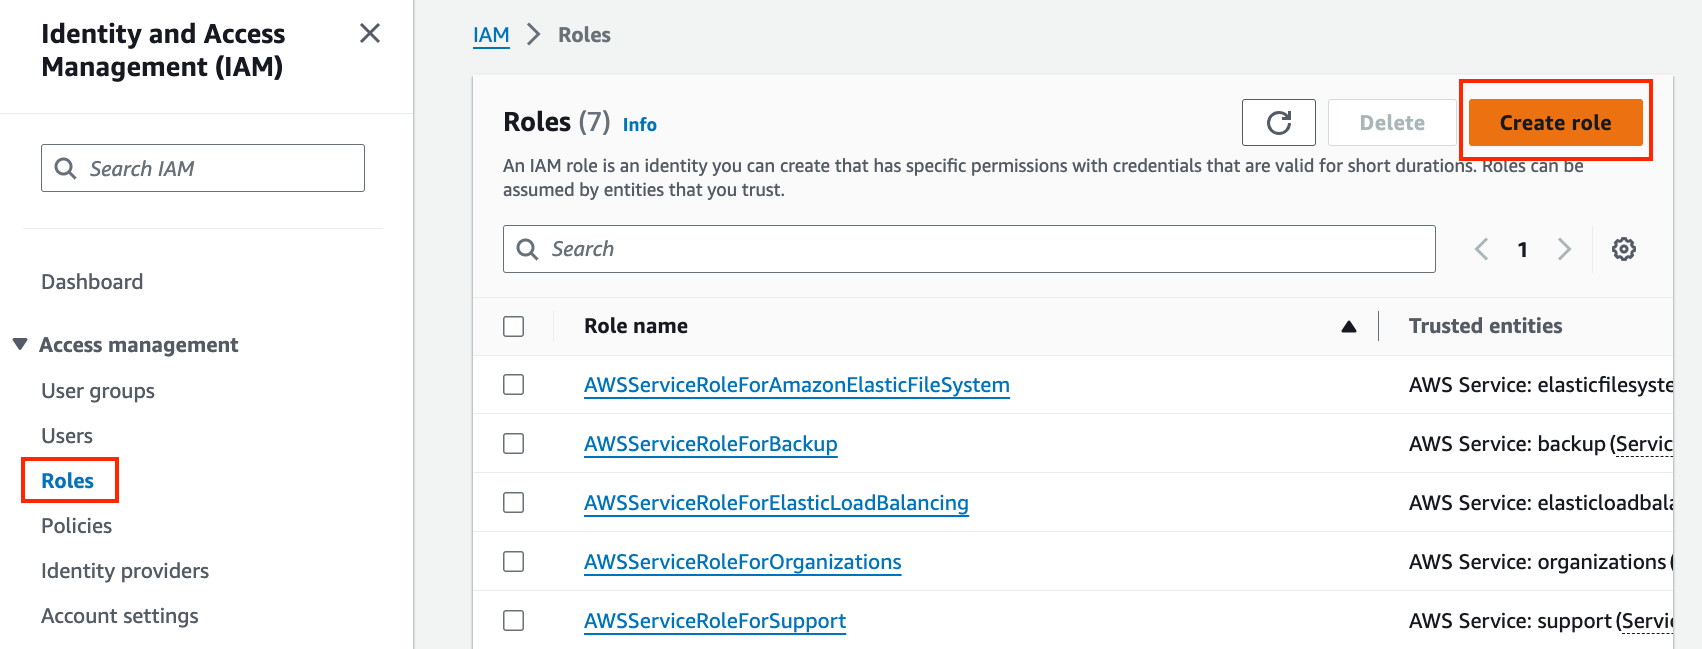 Identity and Access
Management (IAM)
Search IAM
Dashboard
Access management
User groups
Users
Roles
Policies
Identity providers
Account settings
IAM > Roles
Roles (7) Info
Delete
Create role
An IAM role is an identity you can create that has specific permissions with credentials that are valid for short durations. Roles can be
assumed by entities that you trust.
Search
1
Role name Trusted entities
AWSServiceRoleForAmazonElasticFileSystem AWS Service: elasticfilesyste
AWSServiceRoleForBackup AWS Service: backup (Servic
AWSServiceRoleForElasticLoadBalancing AWS Service: elasticloadbala
AWSServiceRoleForOrganizations AWS Service: organizations (
AWSServiceRoleForSupport AWS Service: support (Servic